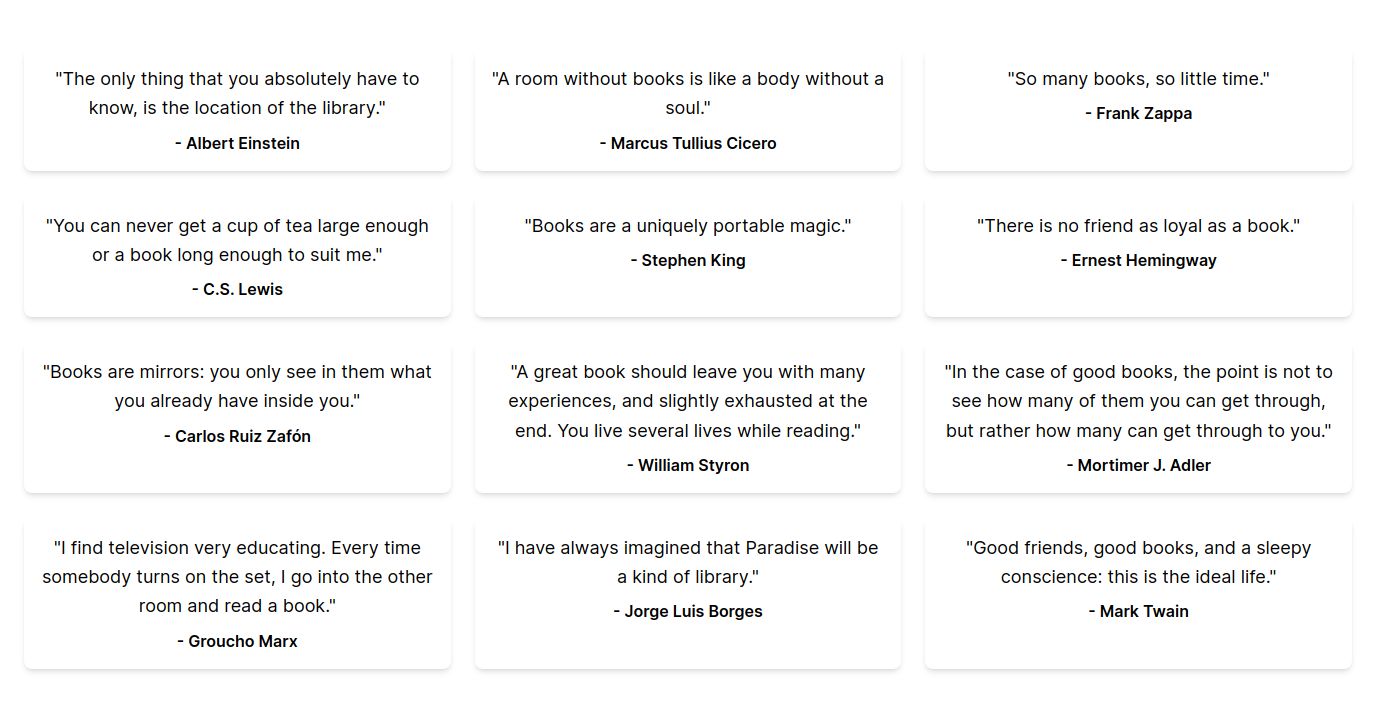 "The only thing that you absolutely have to
know, is the location of the library."
- Albert Einstein
"A room without books is like a body without a
soul."
- Marcus Tullius Cicero
"So many books, so little time."
- Frank Zappa
"You can never get a cup of tea large enough
or a book long enough to suit me."
- C.S. Lewis
"Books are a uniquely portable magic."
- Stephen King
"There is no friend as loyal as a book."
- Ernest Hemingway
"Books are mirrors: you only see in them what
you already have inside you."
- Carlos Ruiz Zafón
"A great book should leave you with many
experiences, and slightly exhausted at the
end. You live several lives while reading."
- William Styron
"In the case of good books, the point is not to
see how many of them you can get through,
but rather how many can get through to you."
- Mortimer J. Adler
"I find television very educating. Every time
somebody turns on the set, I go into the other
room and read a book."
- Groucho Marx
"I have always imagined that Paradise will be
a kind of library."
- Jorge Luis Borges
"Good friends, good books, and a sleepy
conscience: this is the ideal life."
- Mark Twain